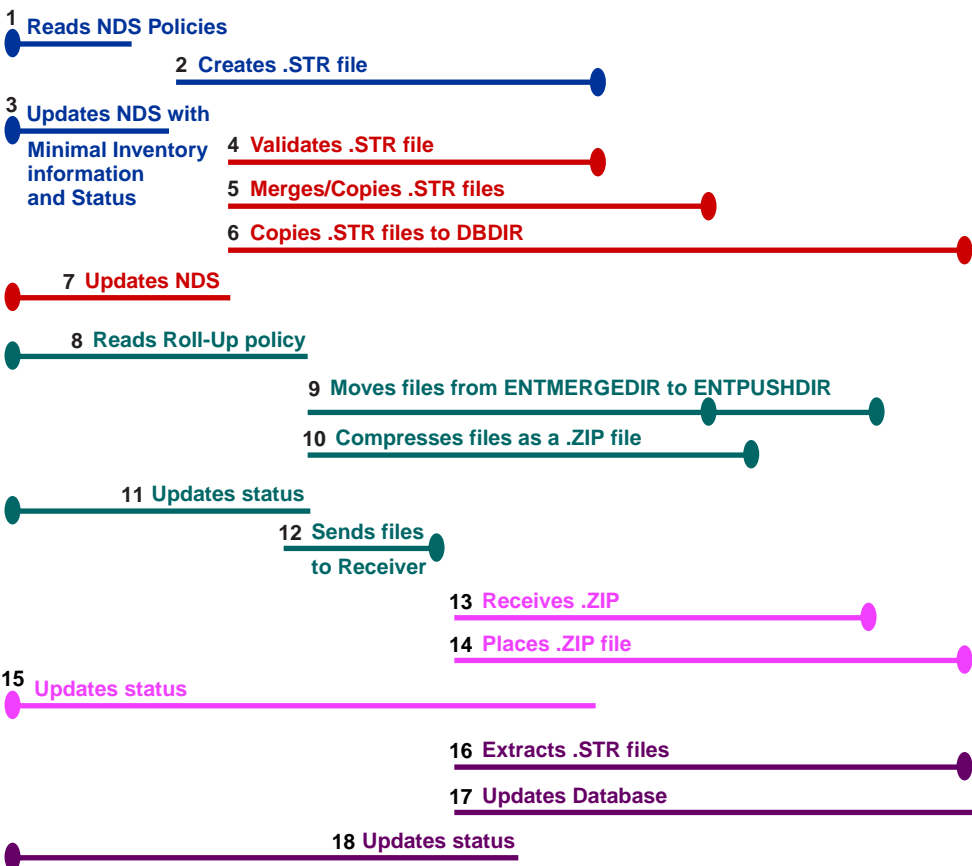 1 Reads NDS Policies
2 Creates .STR file
3 Updates NDS with
Minimal Inventory
information
and Status
4 Validates .STR file
5 Merges/Copies .STR files
6 Copies .STR files to DBDIR
7 Updates NDS
8 Reads Roll-Up policy
9 Moves files from ENTMERGEDIR to ENTPUSHDIR
10 Compresses files as a .ZIP file
11 Updates status
12 Sends files
to Receiver
13 Receives .ZIP
14 Places .ZIP file
15 Updates status
16 Extracts .STR files
17 Updates Database
18 Updates status